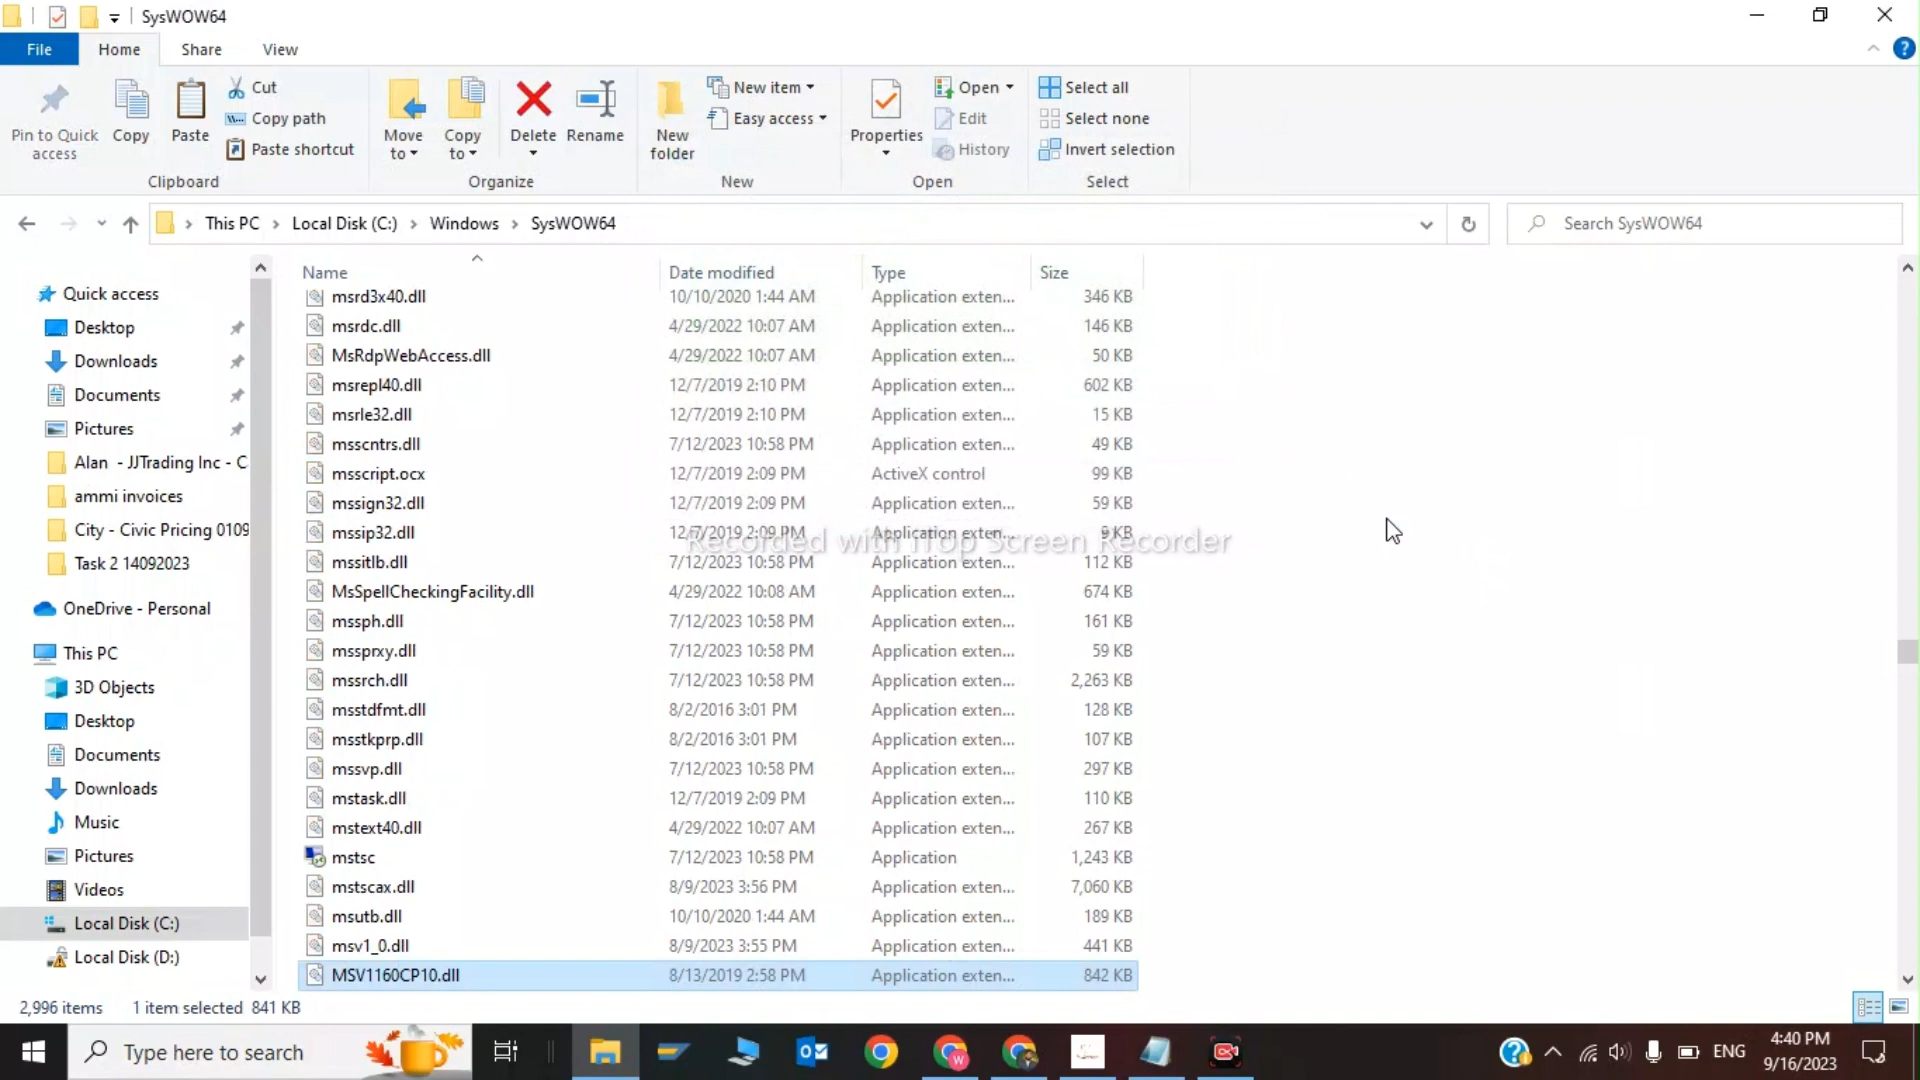 SysWOW64
File Home Share View
Pin to Quick access
Copy
Paste
Cut
Copy path
Paste shortcut
Clipboard
Move to
Copy to
Delete
Rename
Organize
New folder
New item
Easy access
New
Properties
Open
Edit
History
Open
Select all
Select none
Invert selection
Select
This PC > Local Disk (C:) > Windows > SysWOW64
Search SysWOW64
Quick access
Desktop
Downloads
Documents
Pictures
Alan - JJTrading Inc - C
ammi invoices
City - Civic Pricing 0109
Task 2 14092023
OneDrive - Personal
This PC
3D Objects
Desktop
Documents
Downloads
Music
Pictures
Videos
Local Disk (C:)
Local Disk (D:)
Name Date modified Type Size
msrd3x40.dll 10/10/2020 1:44 AM Application exten... 346 KB
msrdc.dll 4/29/2022 10:07 AM Application exten... 146 KB
MsRdpWebAccess.dll 4/29/2022 10:07 AM Application exten... 50 KB
msrepl40.dll 12/7/2019 2:10 PM Application exten... 602 KB
msrle32.dll 12/7/2019 2:10 PM Application exten... 15 KB
msscntrs.dll 7/12/2023 10:58 PM Application exten... 49 KB
msscript.ocx 12/7/2019 2:09 PM ActiveX control 99 KB
mssign32.dll 12/7/2019 2:09 PM Application exten... 59 KB
mssip32.dll 12/7/2019 2:09 PM Application exten... 9 KB
Recorded with iTop Screen Recorder
mssitlb.dll 7/12/2023 10:58 PM Application exten... 112 KB
MsSpellCheckingFacility.dll 4/29/2022 10:08 AM Application exten... 674 KB
mssph.dll 7/12/2023 10:58 PM Application exten... 161 KB
mssprxy.dll 7/12/2023 10:58 PM Application exten... 59 KB
mssrch.dll 7/12/2023 10:58 PM Application exten... 2,263 KB
msstdfmt.dll 8/2/2016 3:01 PM Application exten... 128 KB
msstkprp.dll 8/2/2016 3:01 PM Application exten... 107 KB
mssvp.dll 7/12/2023 10:58 PM Application exten... 297 KB
mstask.dll 12/7/2019 2:09 PM Application exten... 110 KB
mstext40.dll 4/29/2022 10:07 AM Application exten... 267 KB
mstsc 7/12/2023 10:58 PM Application 1,243 KB
mstscax.dll 8/9/2023 3:56 PM Application exten... 7,060 KB
msutb.dll 10/10/2020 1:44 AM Application exten... 189 KB
msv1_0.dll 8/9/2023 3:55 PM Application exten... 441 KB
MSV1160CP10.dll 8/13/2019 2:58 PM Application exten... 842 KB
2,996 items 1 item selected 841 KB
Type here to search
ENG
4:40 PM
9/16/2023